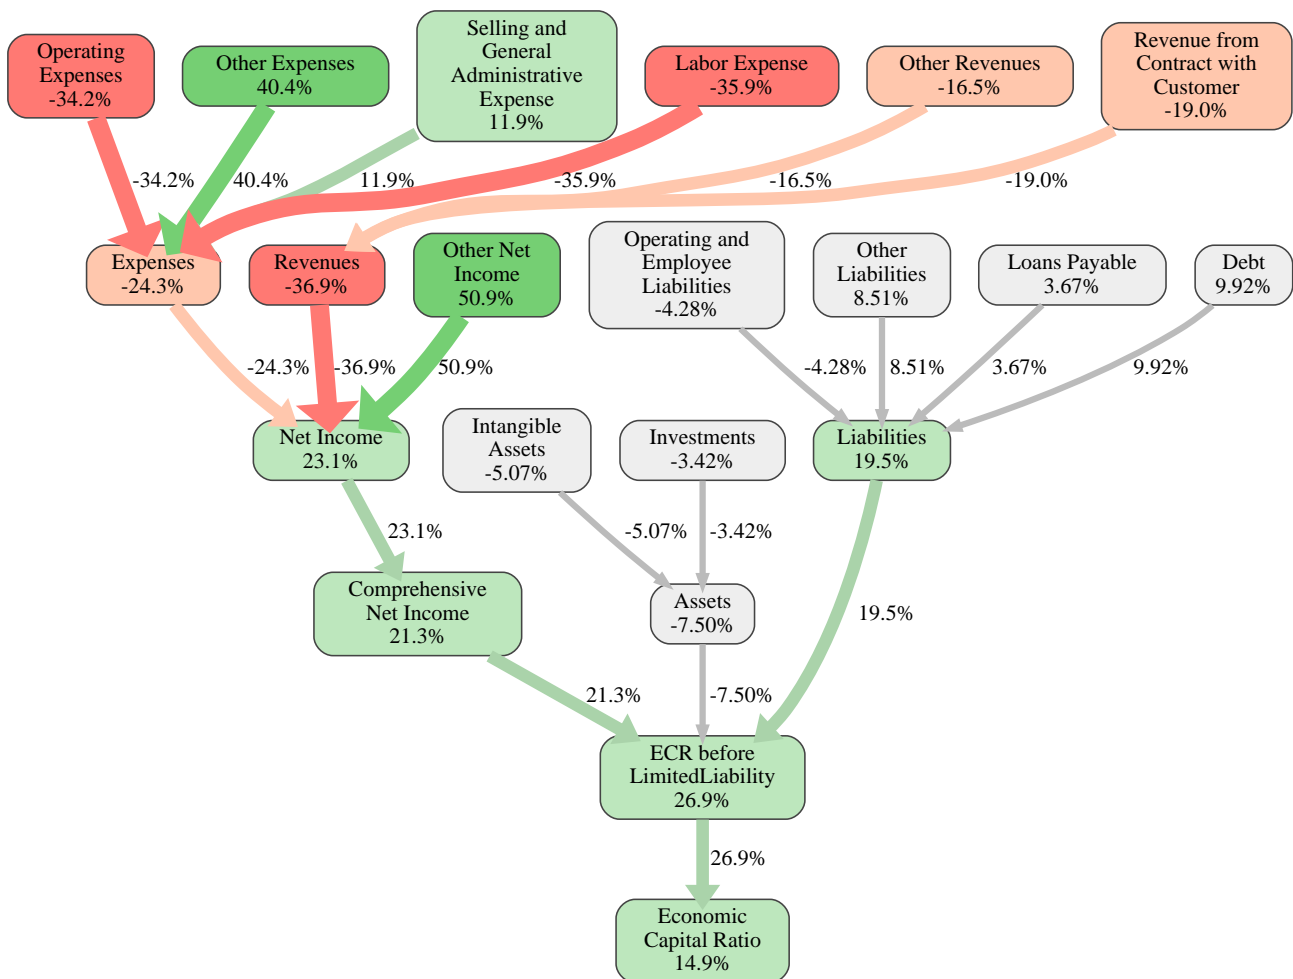 Operating
Expenses
-34.2%
Other Expenses
40.4%
Selling and
General
Administrative
Expense
11.9%
Labor Expense
-35.9%
Other Revenues
-16.5%
Revenue from
Contract with
Customer
-19.0%
-34.2%
40.4%
11.9%
-35.9%
-16.5%
-19.0%
Expenses
-24.3%
Revenues
-36.9%
Other Net
Income
50.9%
Operating and
Employee
Liabilities
-4.28%
Other
Liabilities
8.51%
Loans Payable
3.67%
Debt
9.92%
-24.3%
-36.9%
50.9%
-4.28%
8.51%
3.67%
9.92%
Net Income
23.1%
Intangible
Assets
-5.07%
Investments
-3.42%
Liabilities
19.5%
23.1%
-5.07%
-3.42%
Comprehensive
Net Income
21.3%
Assets
-7.50%
19.5%
21.3%
-7.50%
ECR before
LimitedLiability
26.9%
26.9%
Economic
Capital Ratio
14.9%